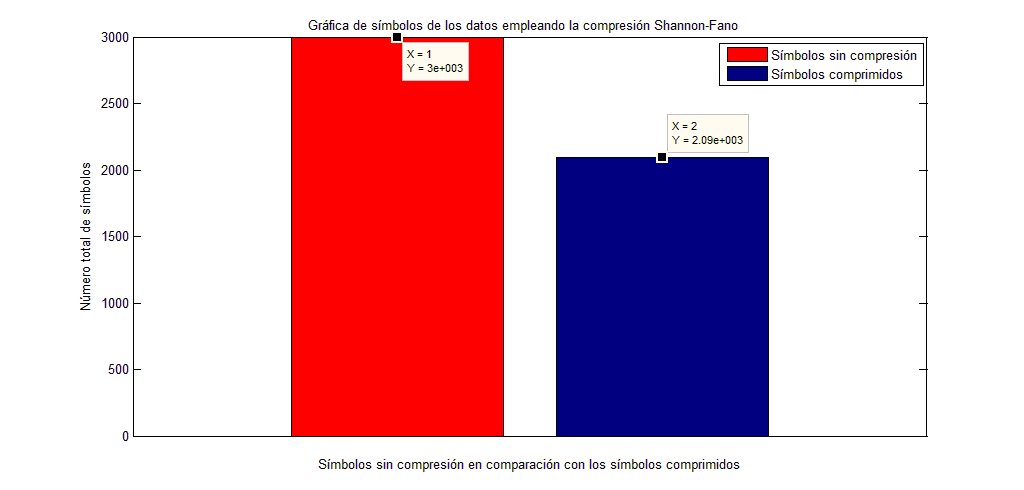 Gráfica de símbolos de los datos empleando la compresión Shannon-Fano
3000
2500
2000
1500
1000
500
0
Número total de símbolos
X = 1
Y = 3e+003
X = 2
Y = 2.09e+003
Símbolos sin compresión
Símbolos comprimidos
Símbolos sin compresión en comparación con los símbolos comprimidos